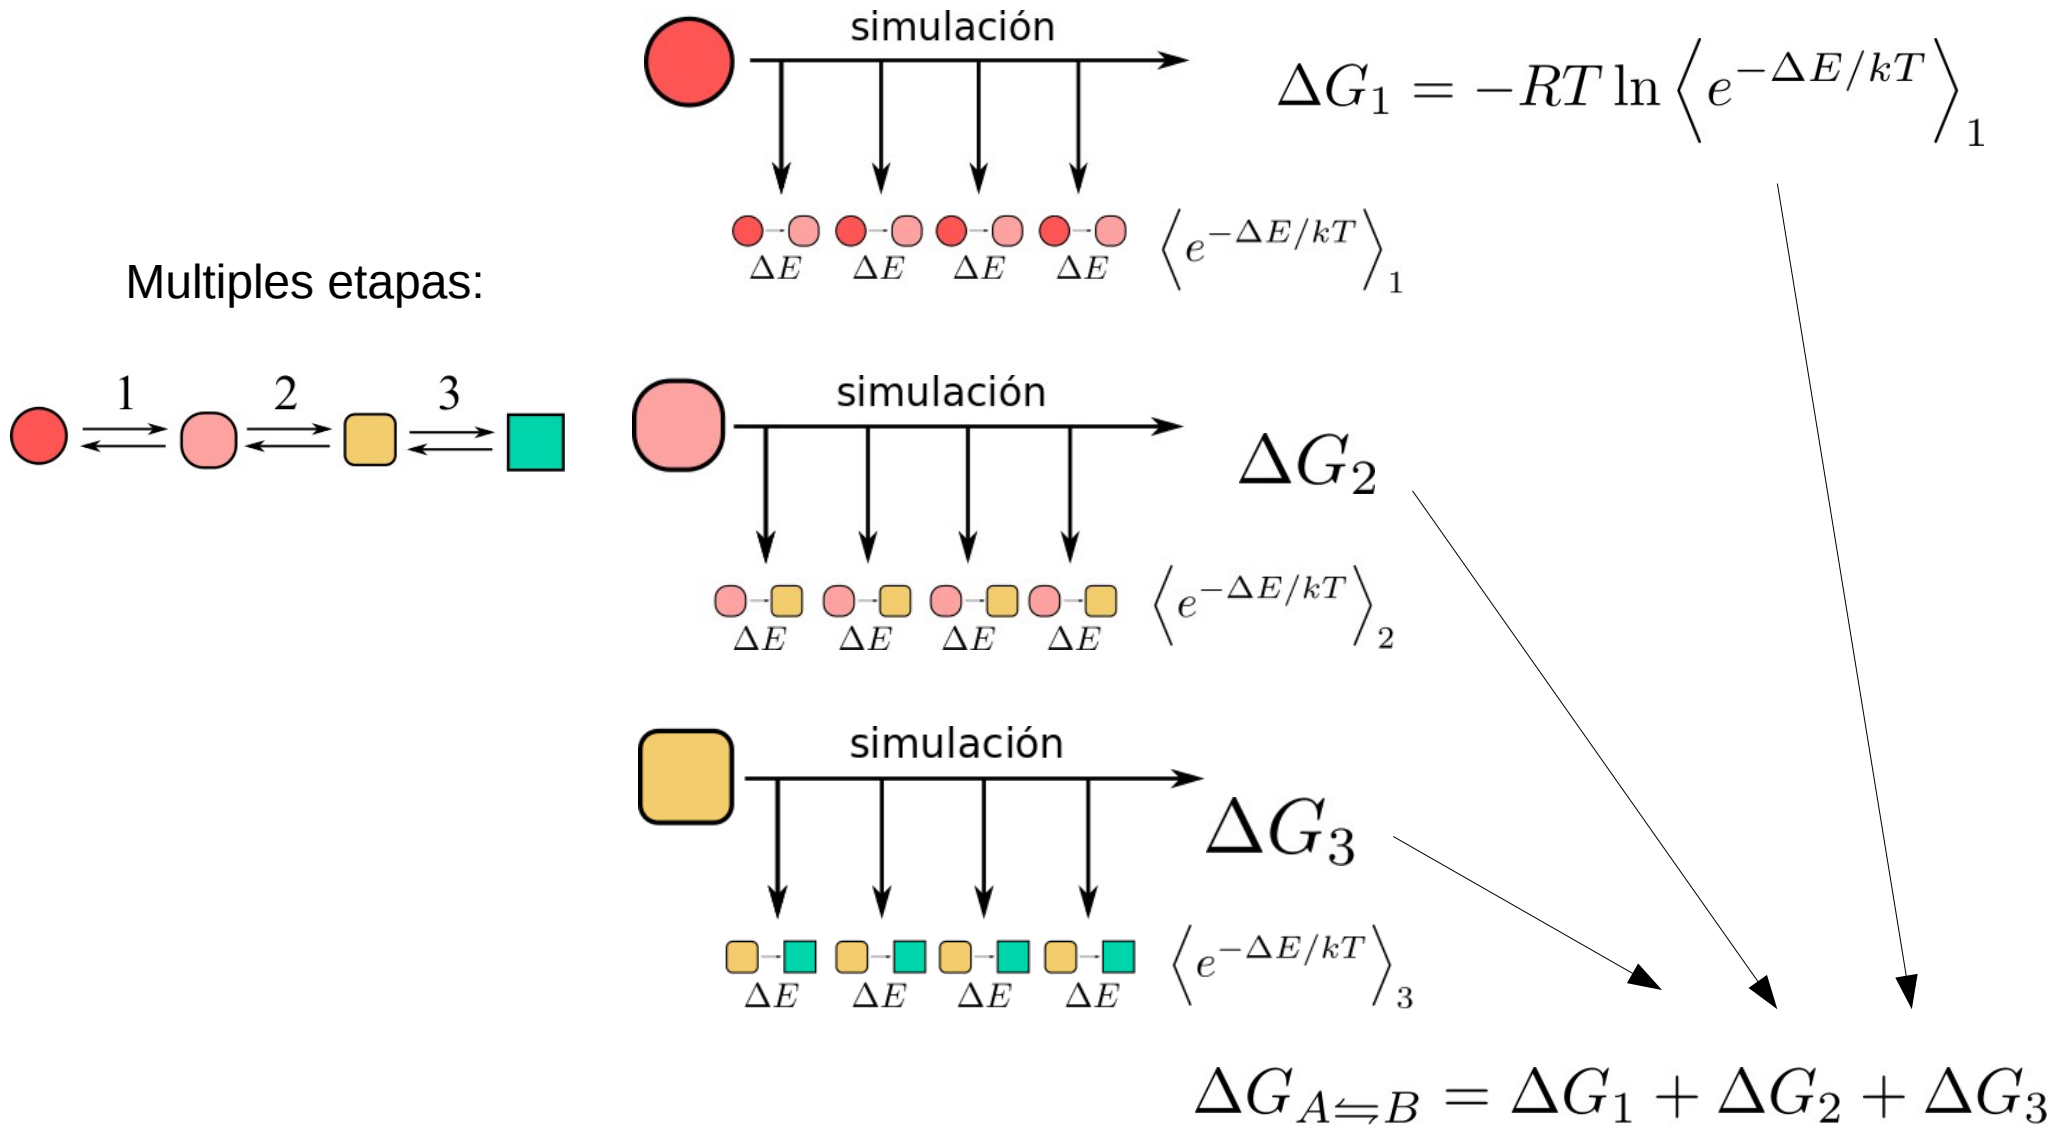 Multiples etapas:
1 2 3
simulación
ΔG₁ = −RT ln ⟨e^{−ΔE/kT}⟩₁
ΔE ΔE ΔE ΔE ⟨e^{−ΔE/kT}⟩₁
simulación
ΔG₂
ΔE ΔE ΔE ΔE ⟨e^{−ΔE/kT}⟩₂
simulación
ΔG₃
ΔE ΔE ΔE ΔE ⟨e^{−ΔE/kT}⟩₃
ΔG_{A⇋B} = ΔG₁ + ΔG₂ + ΔG₃